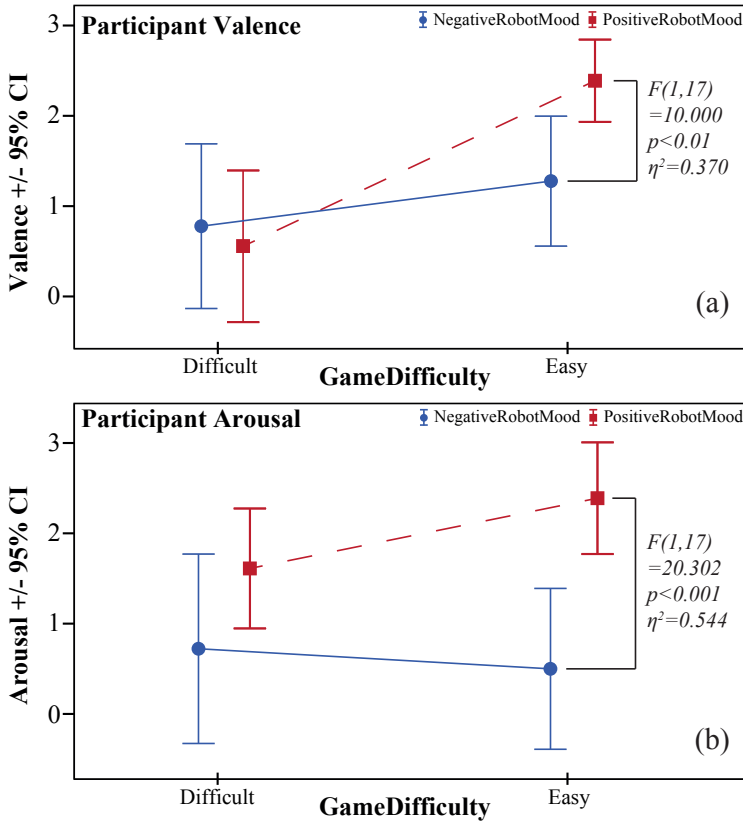 Participant Valence
NegativeRobotMood PositiveRobotMood
Valence +/- 95% CI
3
2
1
0
F(1,17)
=10.000
p<0.01
η²=0.370
(a)
Difficult
Easy
GameDifficulty
Participant Arousal
NegativeRobotMood PositiveRobotMood
Arousal +/- 95% CI
3
2
1
0
F(1,17)
=20.302
p<0.001
η²=0.544
(b)
Difficult
Easy
GameDifficulty